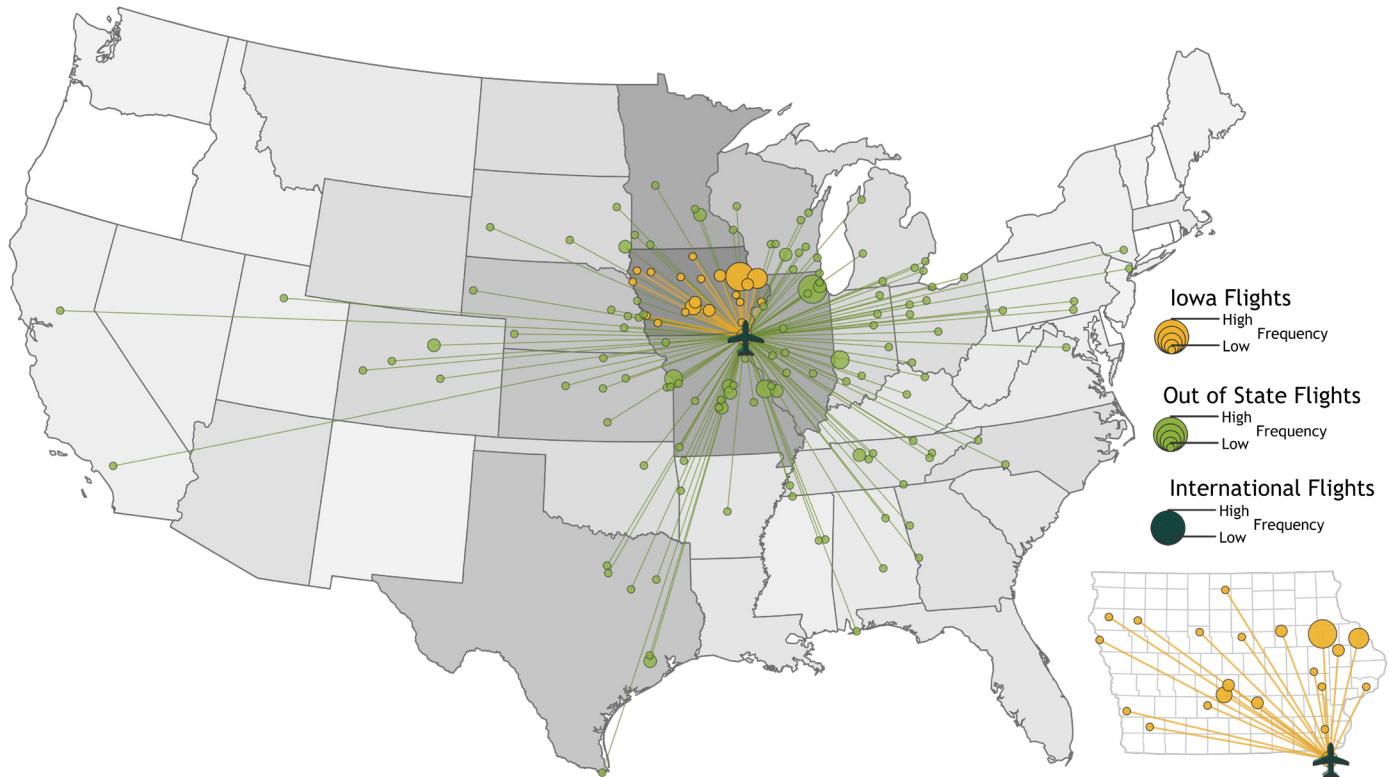 Iowa Flights
High
Frequency
Low
Out of State Flights
High
Frequency
Low
International Flights
High
Frequency
Low